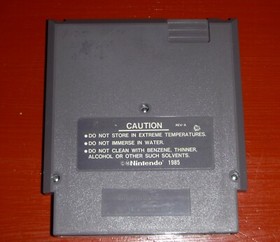 CAUTION
• DO NOT STORE IN EXTREME TEMPERATURES.
• DO NOT IMMERSE IN WATER.
• DO NOT CLEAN WITH BENZENE, THINNER,
ALCOHOL OR OTHER SUCH SOLVENTS.
©Nintendo 1985